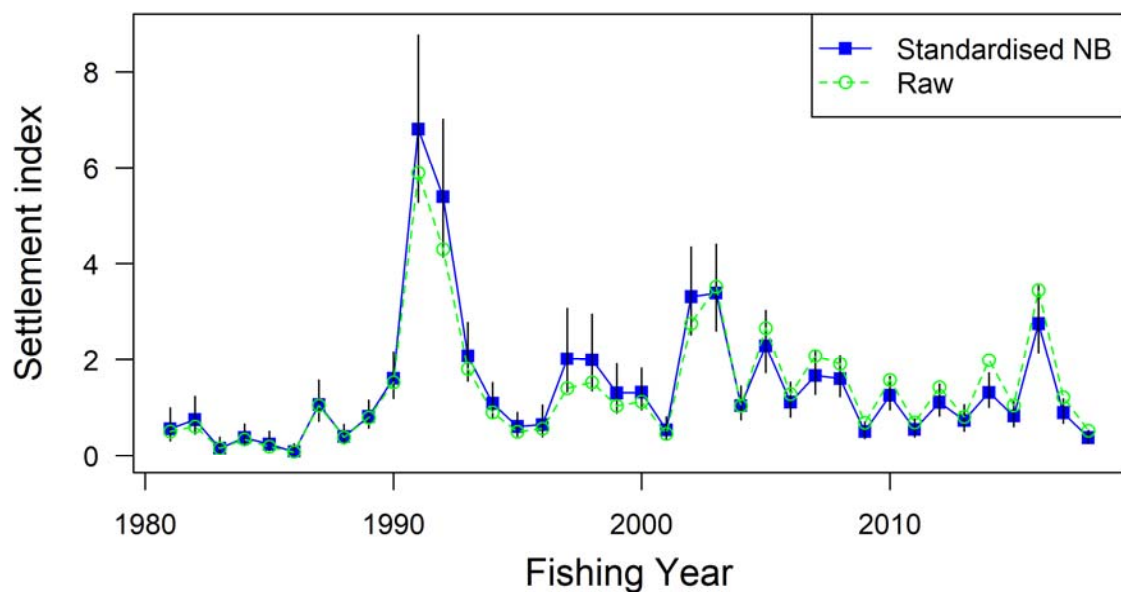 Standardised NB
Raw
Settlement index
8
6
4
2
0
1980 1990 2000 2010
Fishing Year